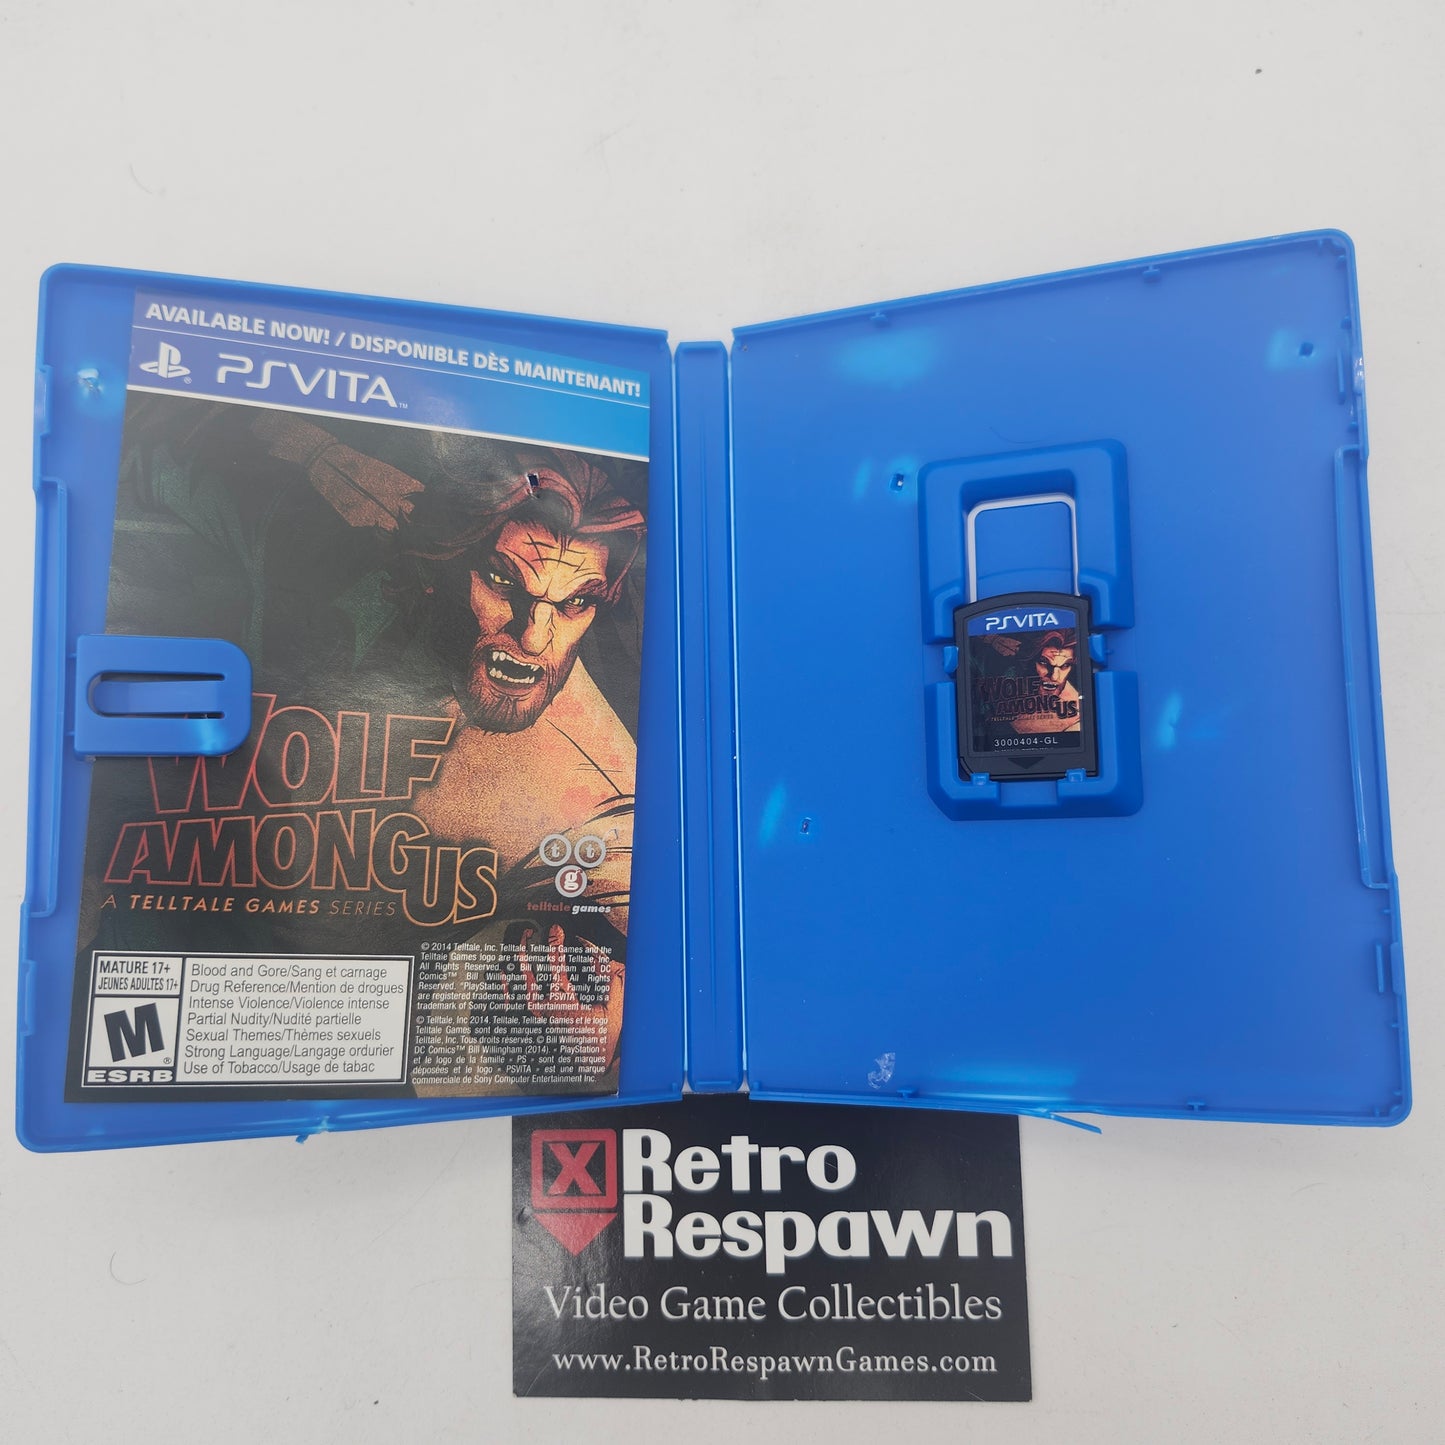 AVAILABLE NOW! / DISPONIBLE DÈS MAINTENANT!
PSVITA™
WOLF
AMONG US
A TELLTALE GAMES SERIES
t t
g
telltale games
MATURE 17+
JEUNES ADULTES 17+
M
®
ESRB
Blood and Gore/Sang et carnage
Drug Reference/Mention de drogues
Intense Violence/Violence intense
Partial Nudity/Nudité partielle
Sexual Themes/Thèmes sexuels
Strong Language/Langage ordurier
Use of Tobacco/Usage de tabac
© 2014 Telltale, Inc. Telltale, Telltale Games and the
Telltale Games logo are trademarks of Telltale, Inc.
All Rights Reserved. © Bill Willingham and DC
Comics™ Bill Willingham (2014). All Rights
Reserved. "PlayStation" and the "PS" Family logo
are registered trademarks and the "PSVITA" logo is a
trademark of Sony Computer Entertainment Inc.
© Telltale, Inc 2014. Telltale, Telltale Games et le logo
Telltale Games sont des marques commerciales de
Telltale, Inc. Tous droits réservés. © Bill Willingham et
DC Comics™ Bill Willingham (2014). « PlayStation »
et le logo de la famille « PS » sont des marques
déposées et le logo « PSVITA » est une marque
commerciale de Sony Computer Entertainment Inc.
PSVITA
WOLF
AMONG US
A TELLTALE GAMES SERIES
3000404-GL
X Retro
Respawn
Video Game Collectibles
www.RetroRespawnGames.com